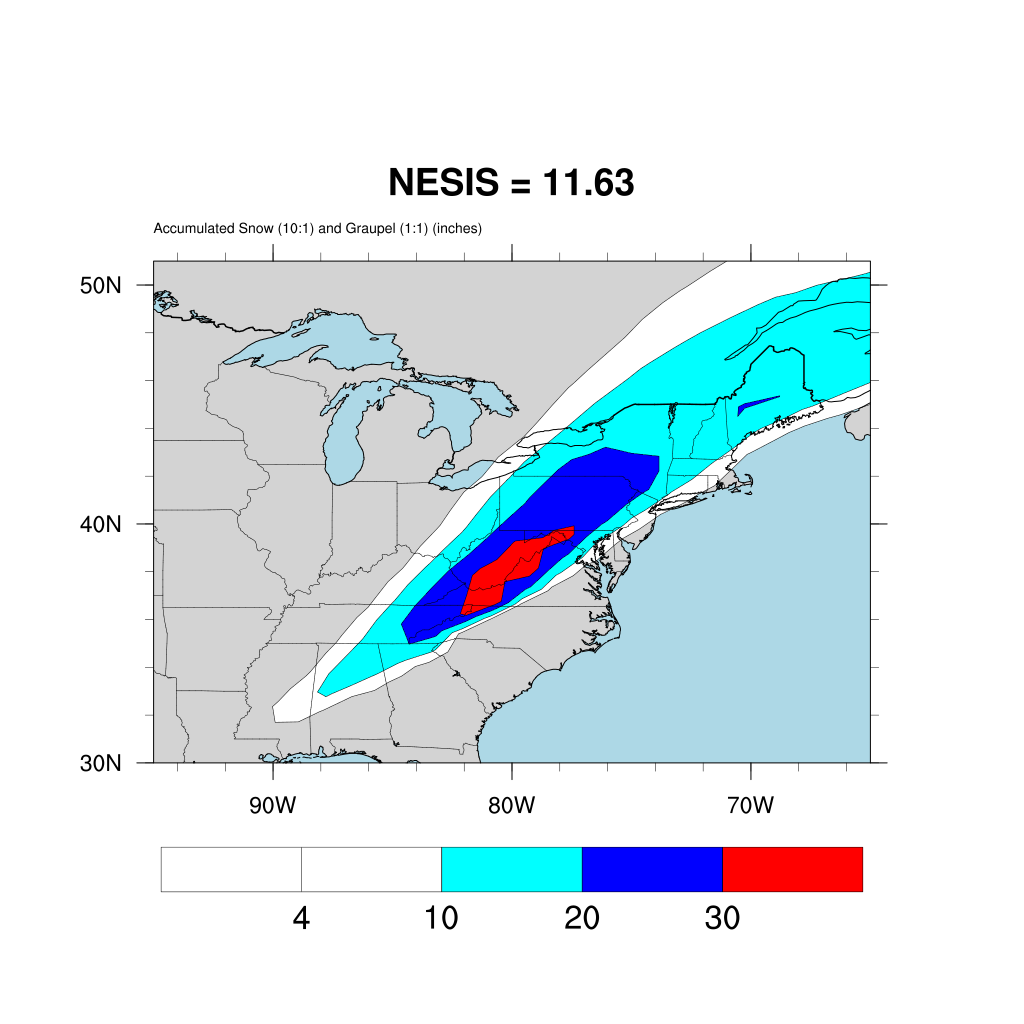 NESIS = 11.63
Accumulated Snow (10:1) and Graupel (1:1) (inches)
50N
40N
30N
90W 80W 70W
4 10 20 30